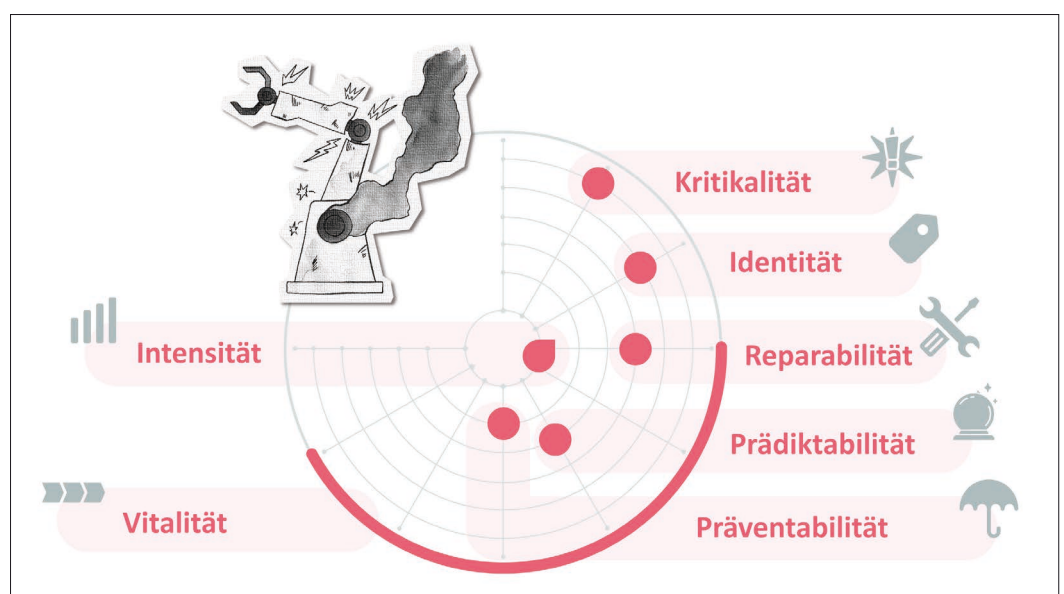 Kritikalität
Identität
Intensität
Reparabilität
Prädiktabilität
Vitalität
Präventabilität